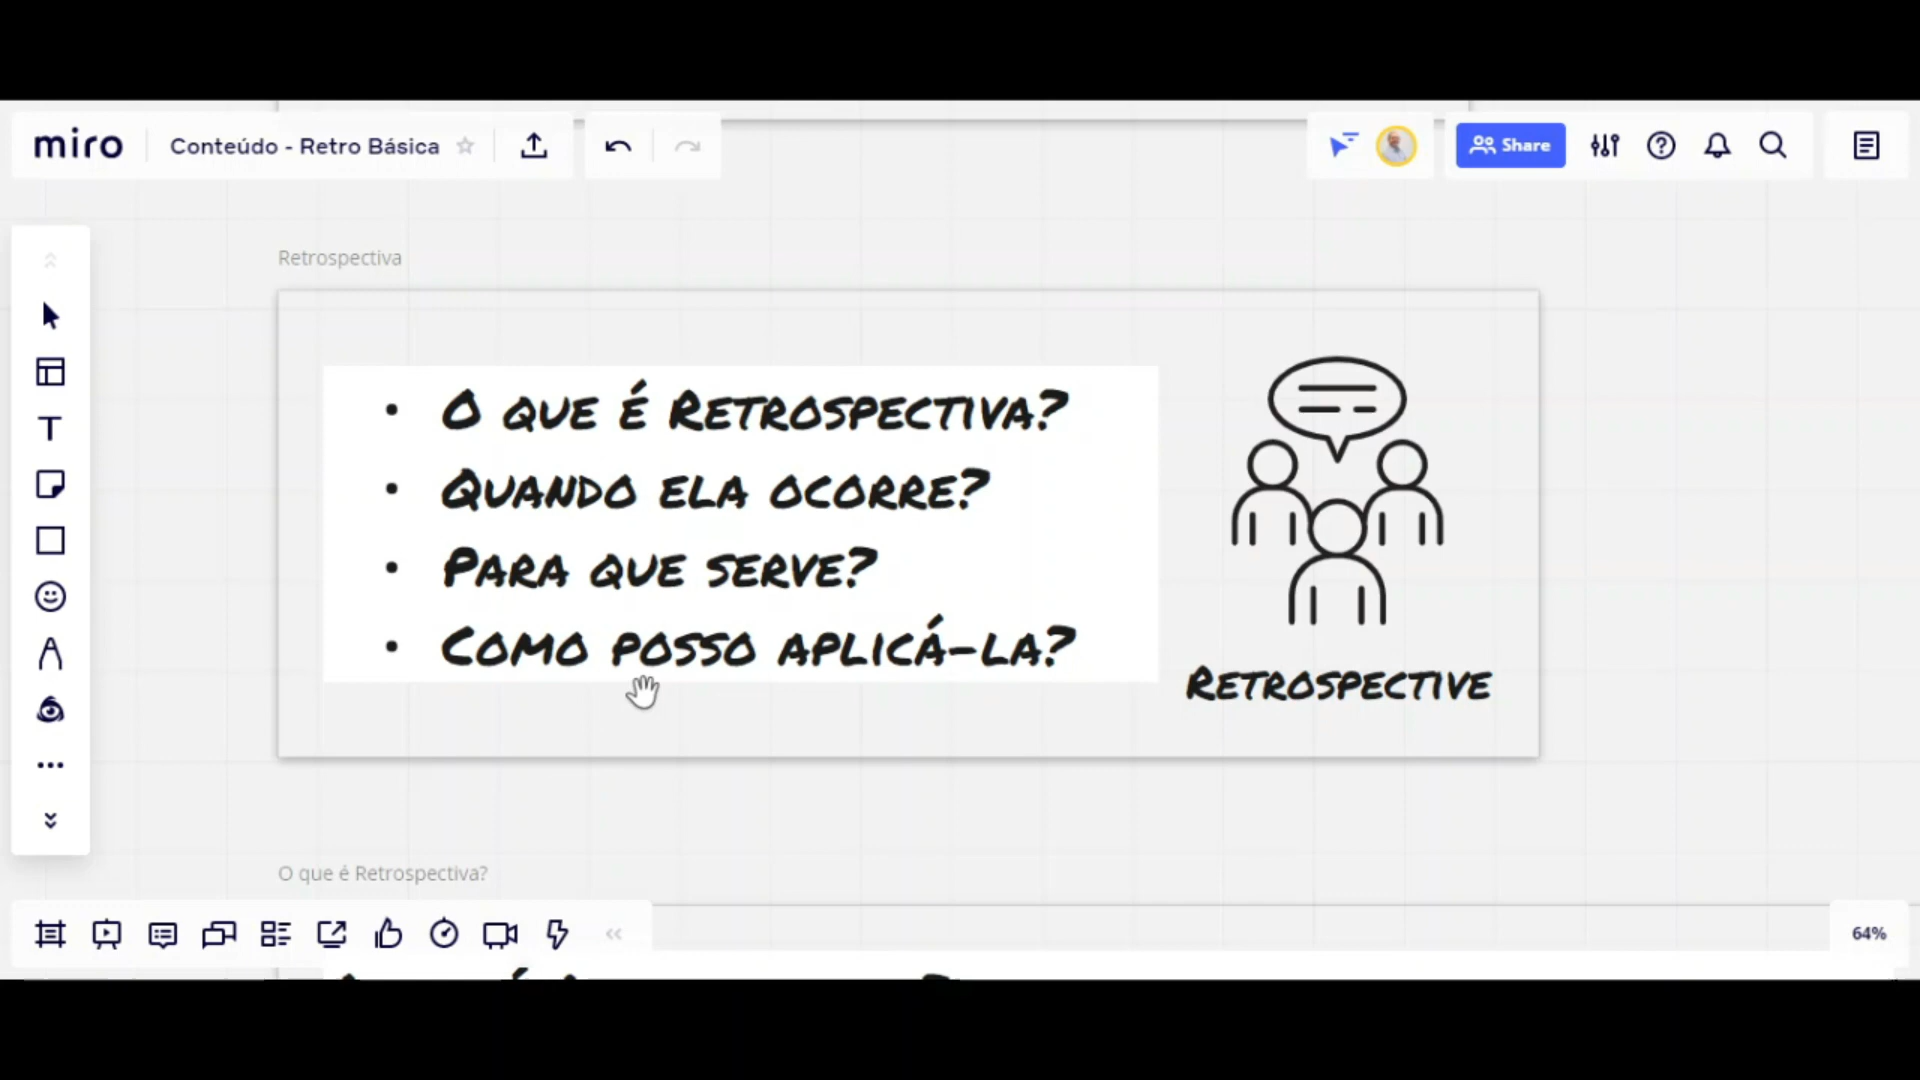 miro
Conteúdo - Retro Básica
Share
Retrospectiva
• O que é Retrospectiva?
• Quando ela ocorre?
• Para que serve?
• Como posso aplicá-la?
Retrospective
O que é Retrospectiva?
64%